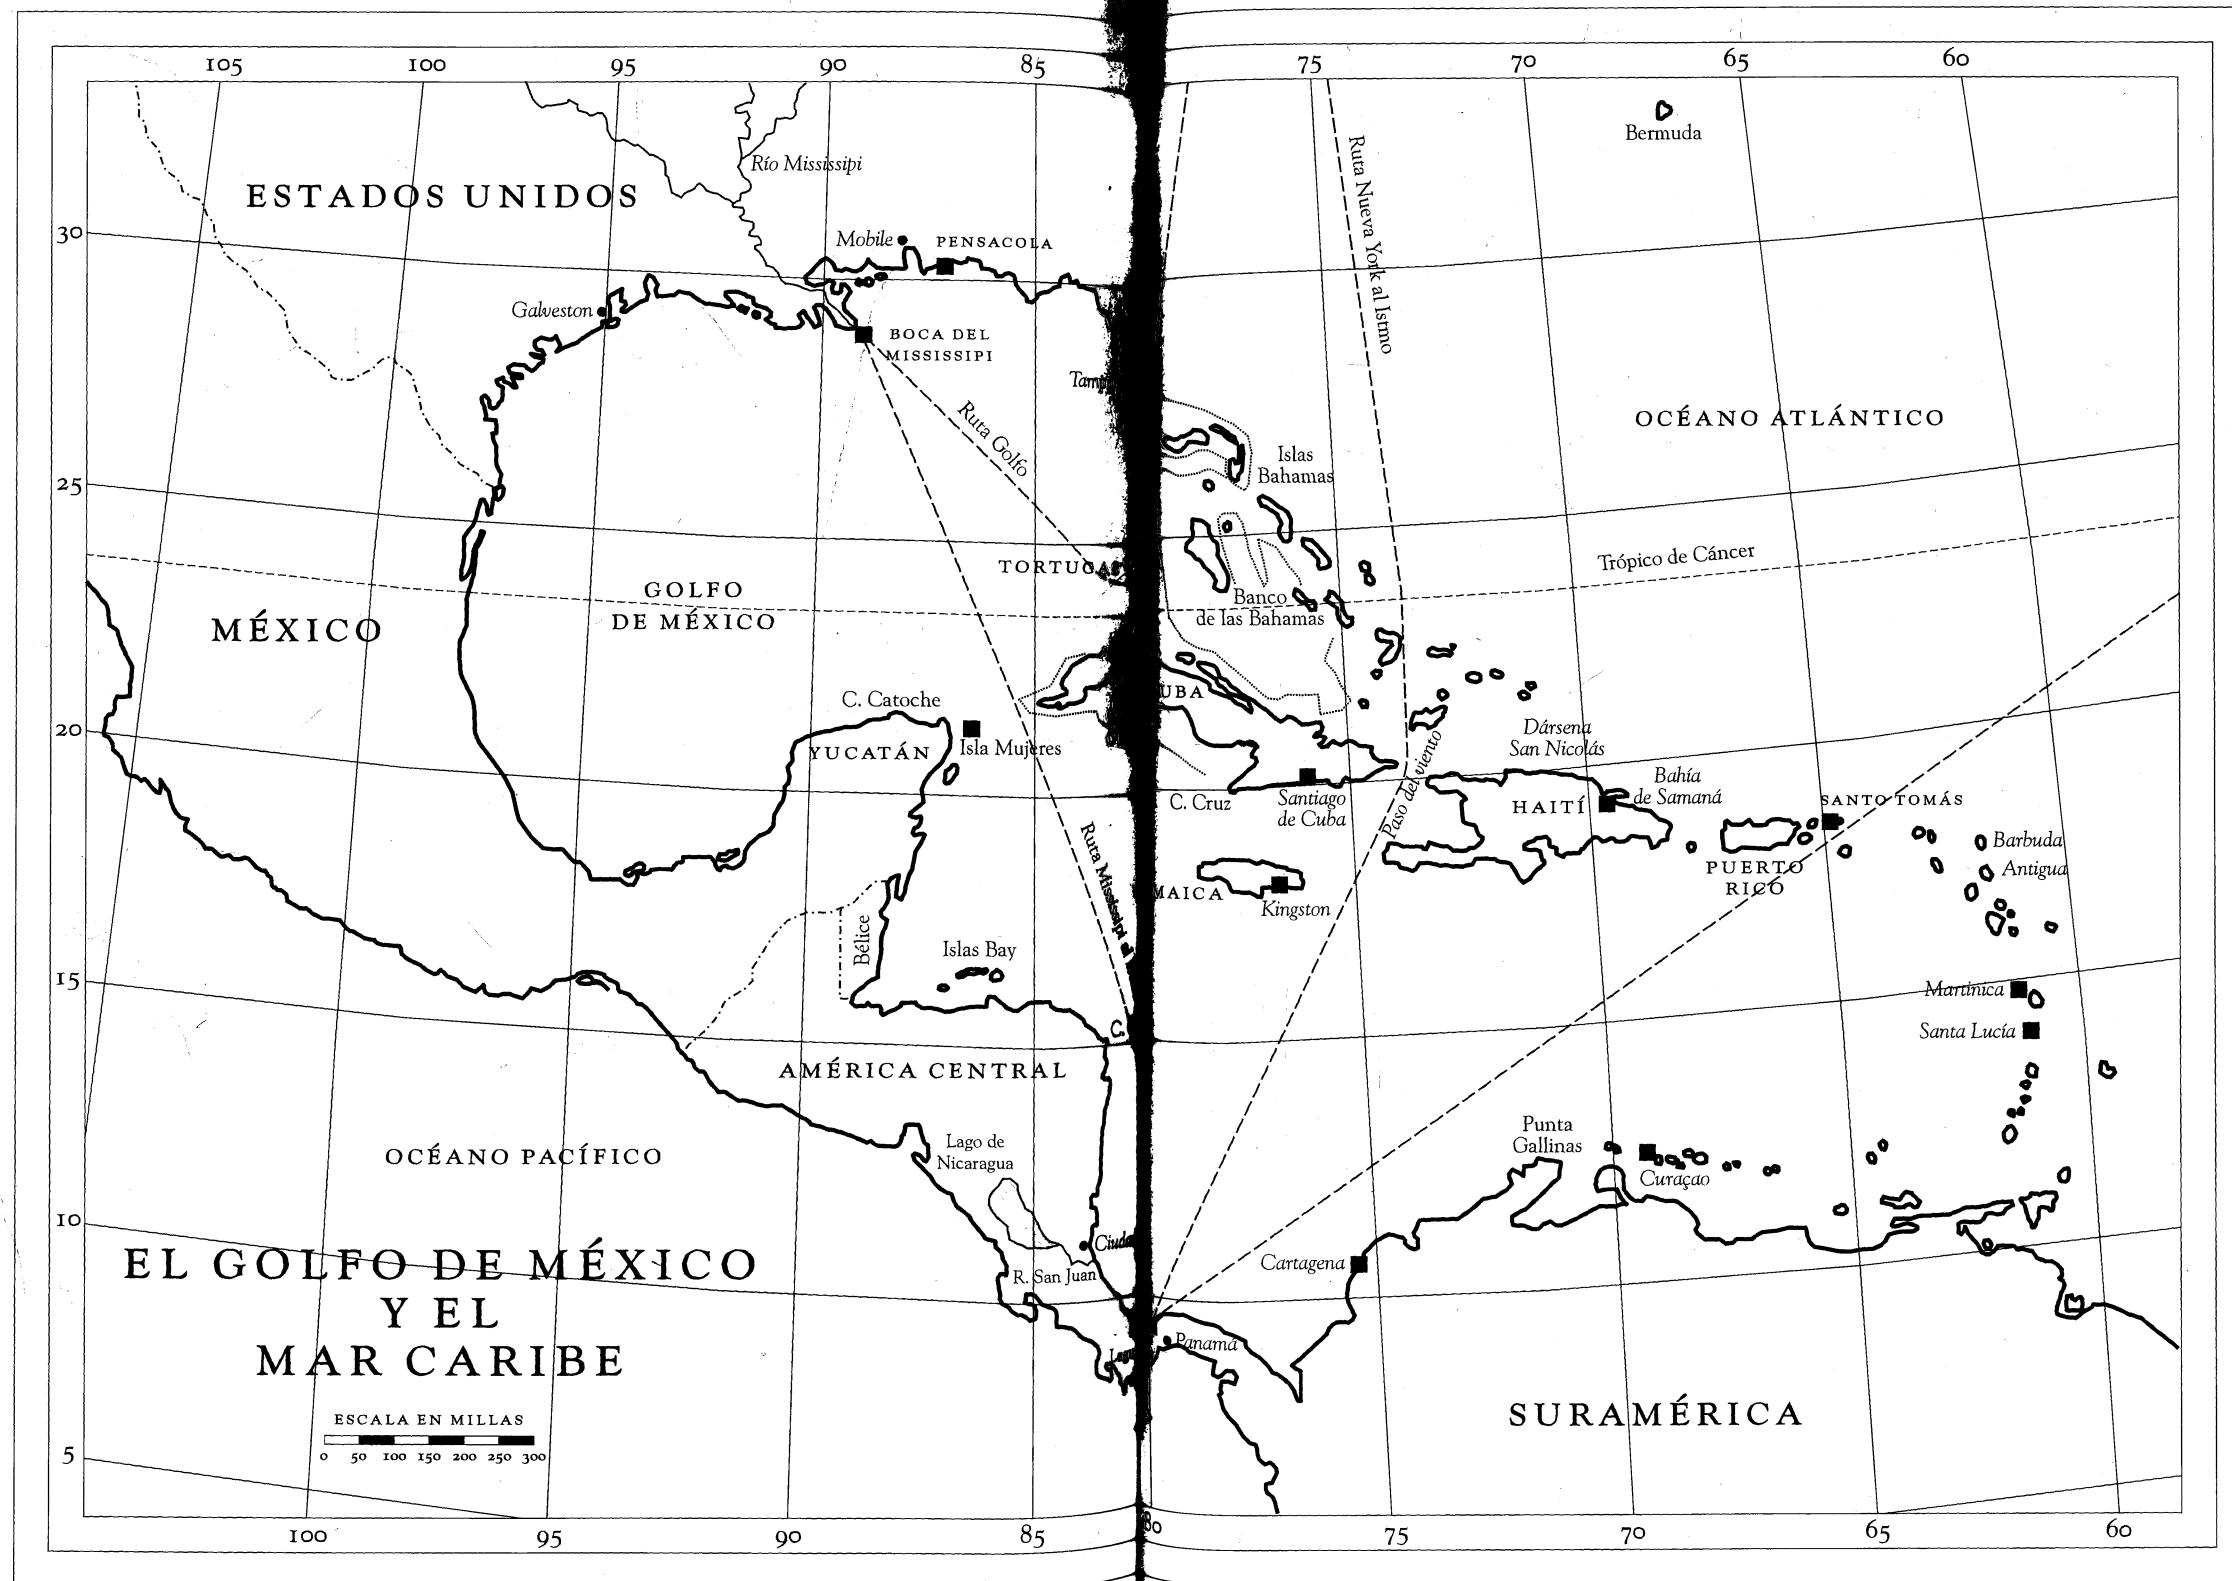 105 100 95 90 85 75 70 65 60
Bermuda
Río Mississipi
ESTADOS UNIDOS
Ruta Nueva York al Istmo
30
Mobile
PENSACOLA
Galveston
BOCA DEL
MISSISSIPI
Ruta Golfo
OCÉANO ATLÁNTICO
Islas
Bahamas
25
Trópico de Cáncer
TORTUGAS
GOLFO
DE MÉXICO
Banco
de las Bahamas
MÉXICO
C. Catoche
UBA
20
YUCATÁN
Isla Mujeres
Dársena
San Nicolás
Paso del viento
C. Cruz
Santiago
de Cuba
HAITÍ
Bahía
de Samaná
SANTO TOMÁS
Barbuda
Antigua
PUERTO
RICO
MAICA
Kingston
Ruta Mississipi
Bélice
Islas Bay
15
Martinica
Santa Lucía
C.
AMÉRICA CENTRAL
OCÉANO PACÍFICO
Lago de
Nicaragua
Punta
Gallinas
Curaçao
10
R. San Juan
Cartagena
Panamá
EL GOLFO DE MÉXICO
Y EL
MAR CARIBE
SURAMÉRICA
ESCALA EN MILLAS
0 50 100 150 200 250 300
5
100 95 90 85 80 75 70 65 60